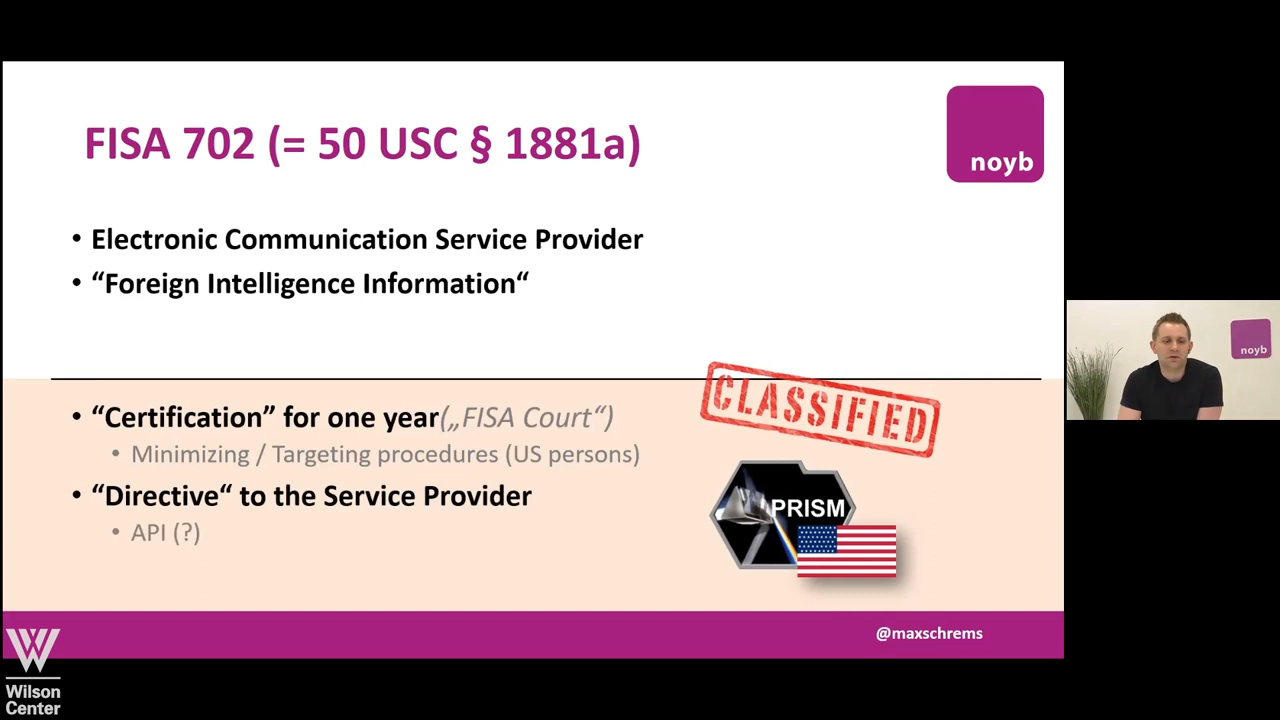 FISA 702 (= 50 USC § 1881a)
noyb
• Electronic Communication Service Provider
• “Foreign Intelligence Information“
• “Certification” for one year(„FISA Court“)
• Minimizing / Targeting procedures (US persons)
• “Directive“ to the Service Provider
• API (?)
CLASSIFIED
PRISM
@maxschrems
noyb
Wilson
Center